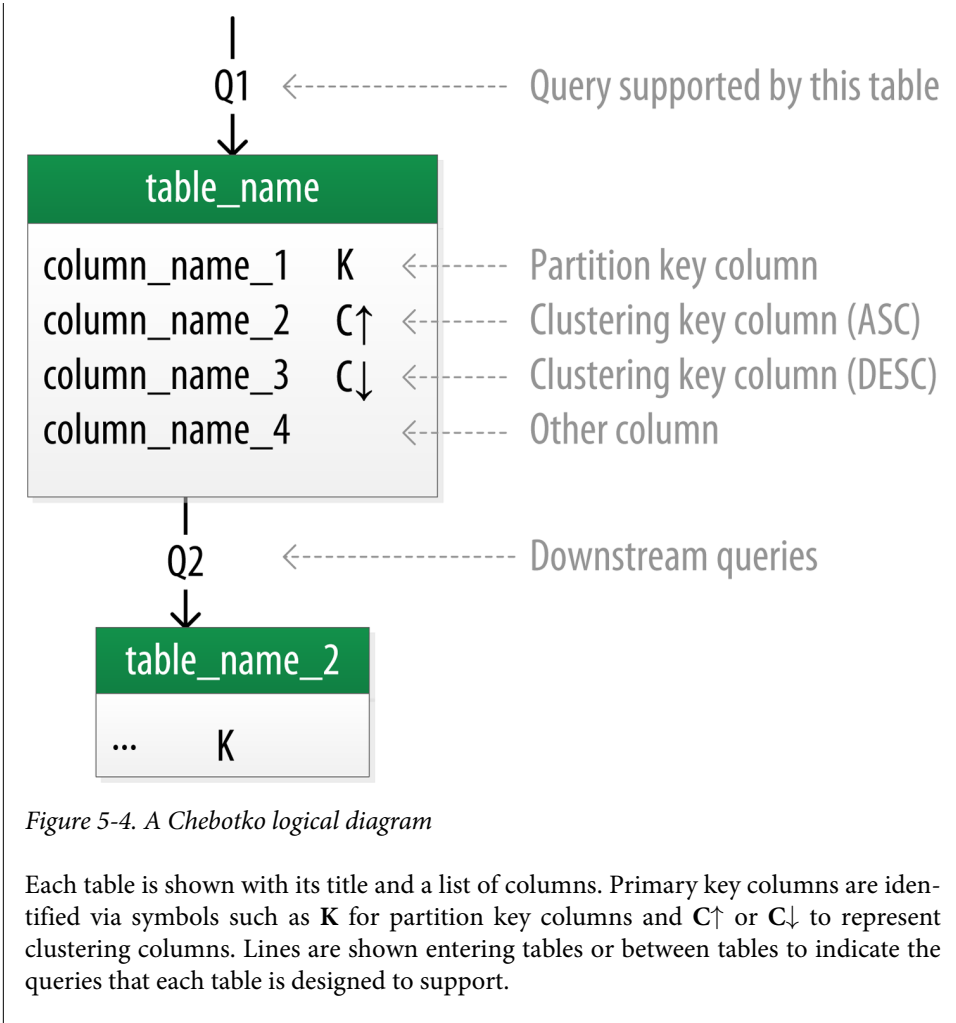 Q1
Query supported by this table
table_name
column_name_1 K
Partition key column
column_name_2 C↑
Clustering key column (ASC)
column_name_3 C↓
Clustering key column (DESC)
column_name_4
Other column
Q2
Downstream queries
table_name_2
... K
Figure 5-4. A Chebotko logical diagram
Each table is shown with its title and a list of columns. Primary key columns are iden-
tified via symbols such as K for partition key columns and C↑ or C↓ to represent
clustering columns. Lines are shown entering tables or between tables to indicate the
queries that each table is designed to support.